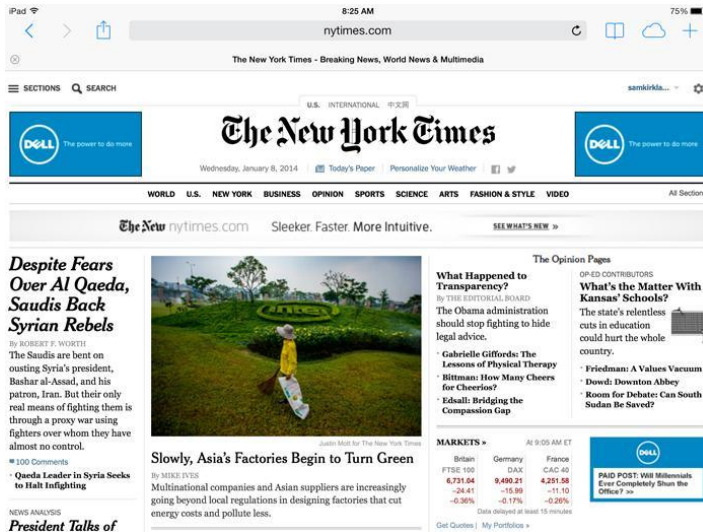 iPad
8:25 AM
75%
nytimes.com
The New York Times - Breaking News, World News & Multimedia
SECTIONS
SEARCH
samkirkla...
U.S. INTERNATIONAL 中文网
DELL The power to do more
The New York Times
DELL The power to do more
Wednesday, January 8, 2014
Today's Paper
Personalize Your Weather
WORLD U.S. NEW YORK BUSINESS OPINION SPORTS SCIENCE ARTS FASHION & STYLE VIDEO
All Section
The New nytimes.com Sleeker. Faster. More Intuitive. SEE WHAT'S NEW »
Despite Fears
Over Al Qaeda,
Saudis Back
Syrian Rebels
By ROBERT F. WORTH
The Saudis are bent on
ousting Syria's president,
Bashar al-Assad, and his
patron, Iran. But their only
real means of fighting them is
through a proxy war using
fighters over whom they have
almost no control.
100 Comments
· Qaeda Leader in Syria Seeks
to Halt Infighting
NEWS ANALYSIS
President Talks of
intel
Justin Mott for The New York Times
Slowly, Asia's Factories Begin to Turn Green
By MIKE IVES
Multinational companies and Asian suppliers are increasingly
going beyond local regulations in designing factories that cut
energy costs and pollute less.
The Opinion Pages
What Happened to
Transparency?
By THE EDITORIAL BOARD
The Obama administration
should stop fighting to hide
legal advice.
· Gabrielle Giffords: The
Lessons of Physical Therapy
· Bittman: How Many Cheers
for Cheerios?
· Edsall: Bridging the
Compassion Gap
OP-ED CONTRIBUTORS
What's the Matter With
Kansas' Schools?
The state's relentless
cuts in education
could hurt the whole
country.
· Friedman: A Values Vacuum
· Dowd: Downton Abbey
· Room for Debate: Can South
Sudan Be Saved?
MARKETS »
At 9:05 AM ET
Britain Germany France
FTSE 100 DAX CAC 40
6,731.04 9,490.21 4,251.58
−24.41 −15.99 −11.10
−0.36% −0.17% −0.26%
Data delayed at least 15 minutes
Get Quotes | My Portfolios »
DELL
PAID POST: Will Millennials
Ever Completely Shun the
Office? >>